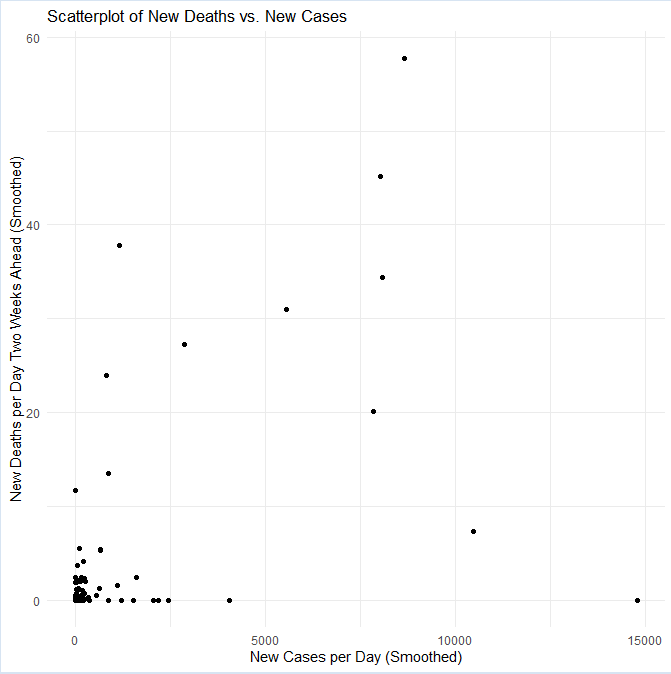 Scatterplot of New Deaths vs. New Cases
New Deaths per Day Two Weeks Ahead (Smoothed)
60
40
20
0
0 5000 10000 15000
New Cases per Day (Smoothed)